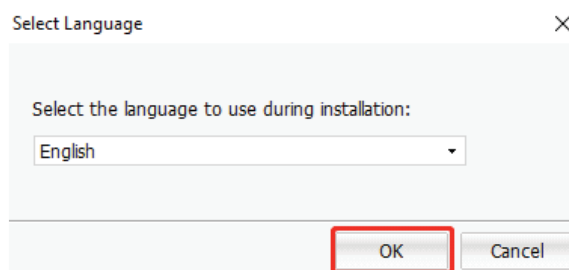 Select Language
Select the language to use during installation:
English
OK
Cancel